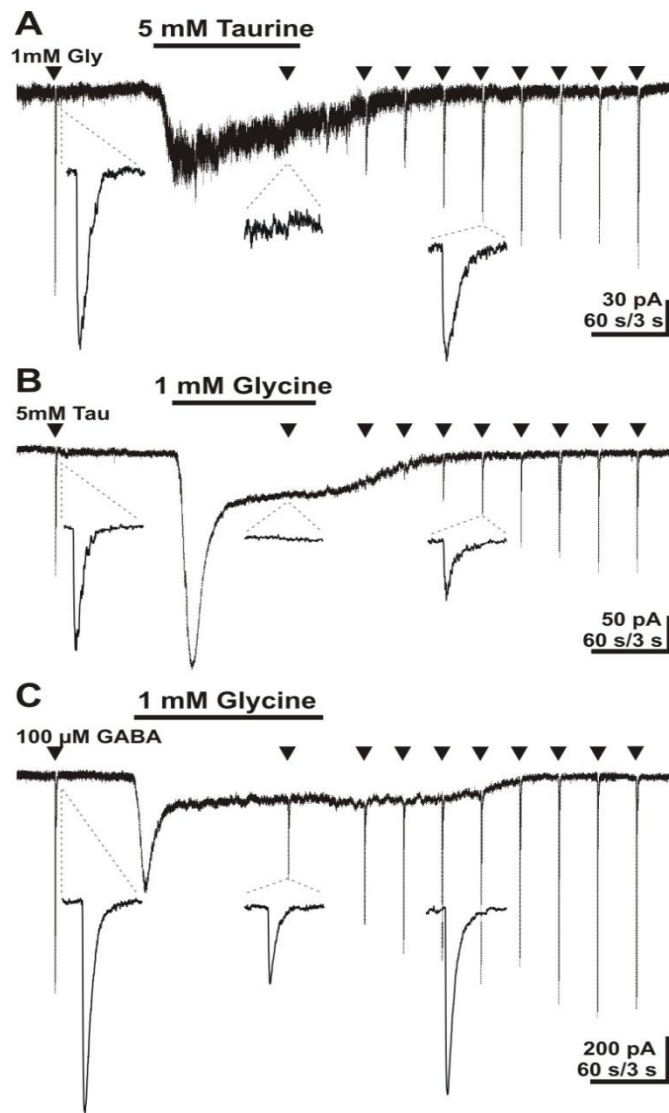 A
5 mM Taurine
1mM Gly
30 pA
60 s/3 s
B
1 mM Glycine
5mM Tau
50 pA
60 s/3 s
C
1 mM Glycine
100 µM GABA
200 pA
60 s/3 s